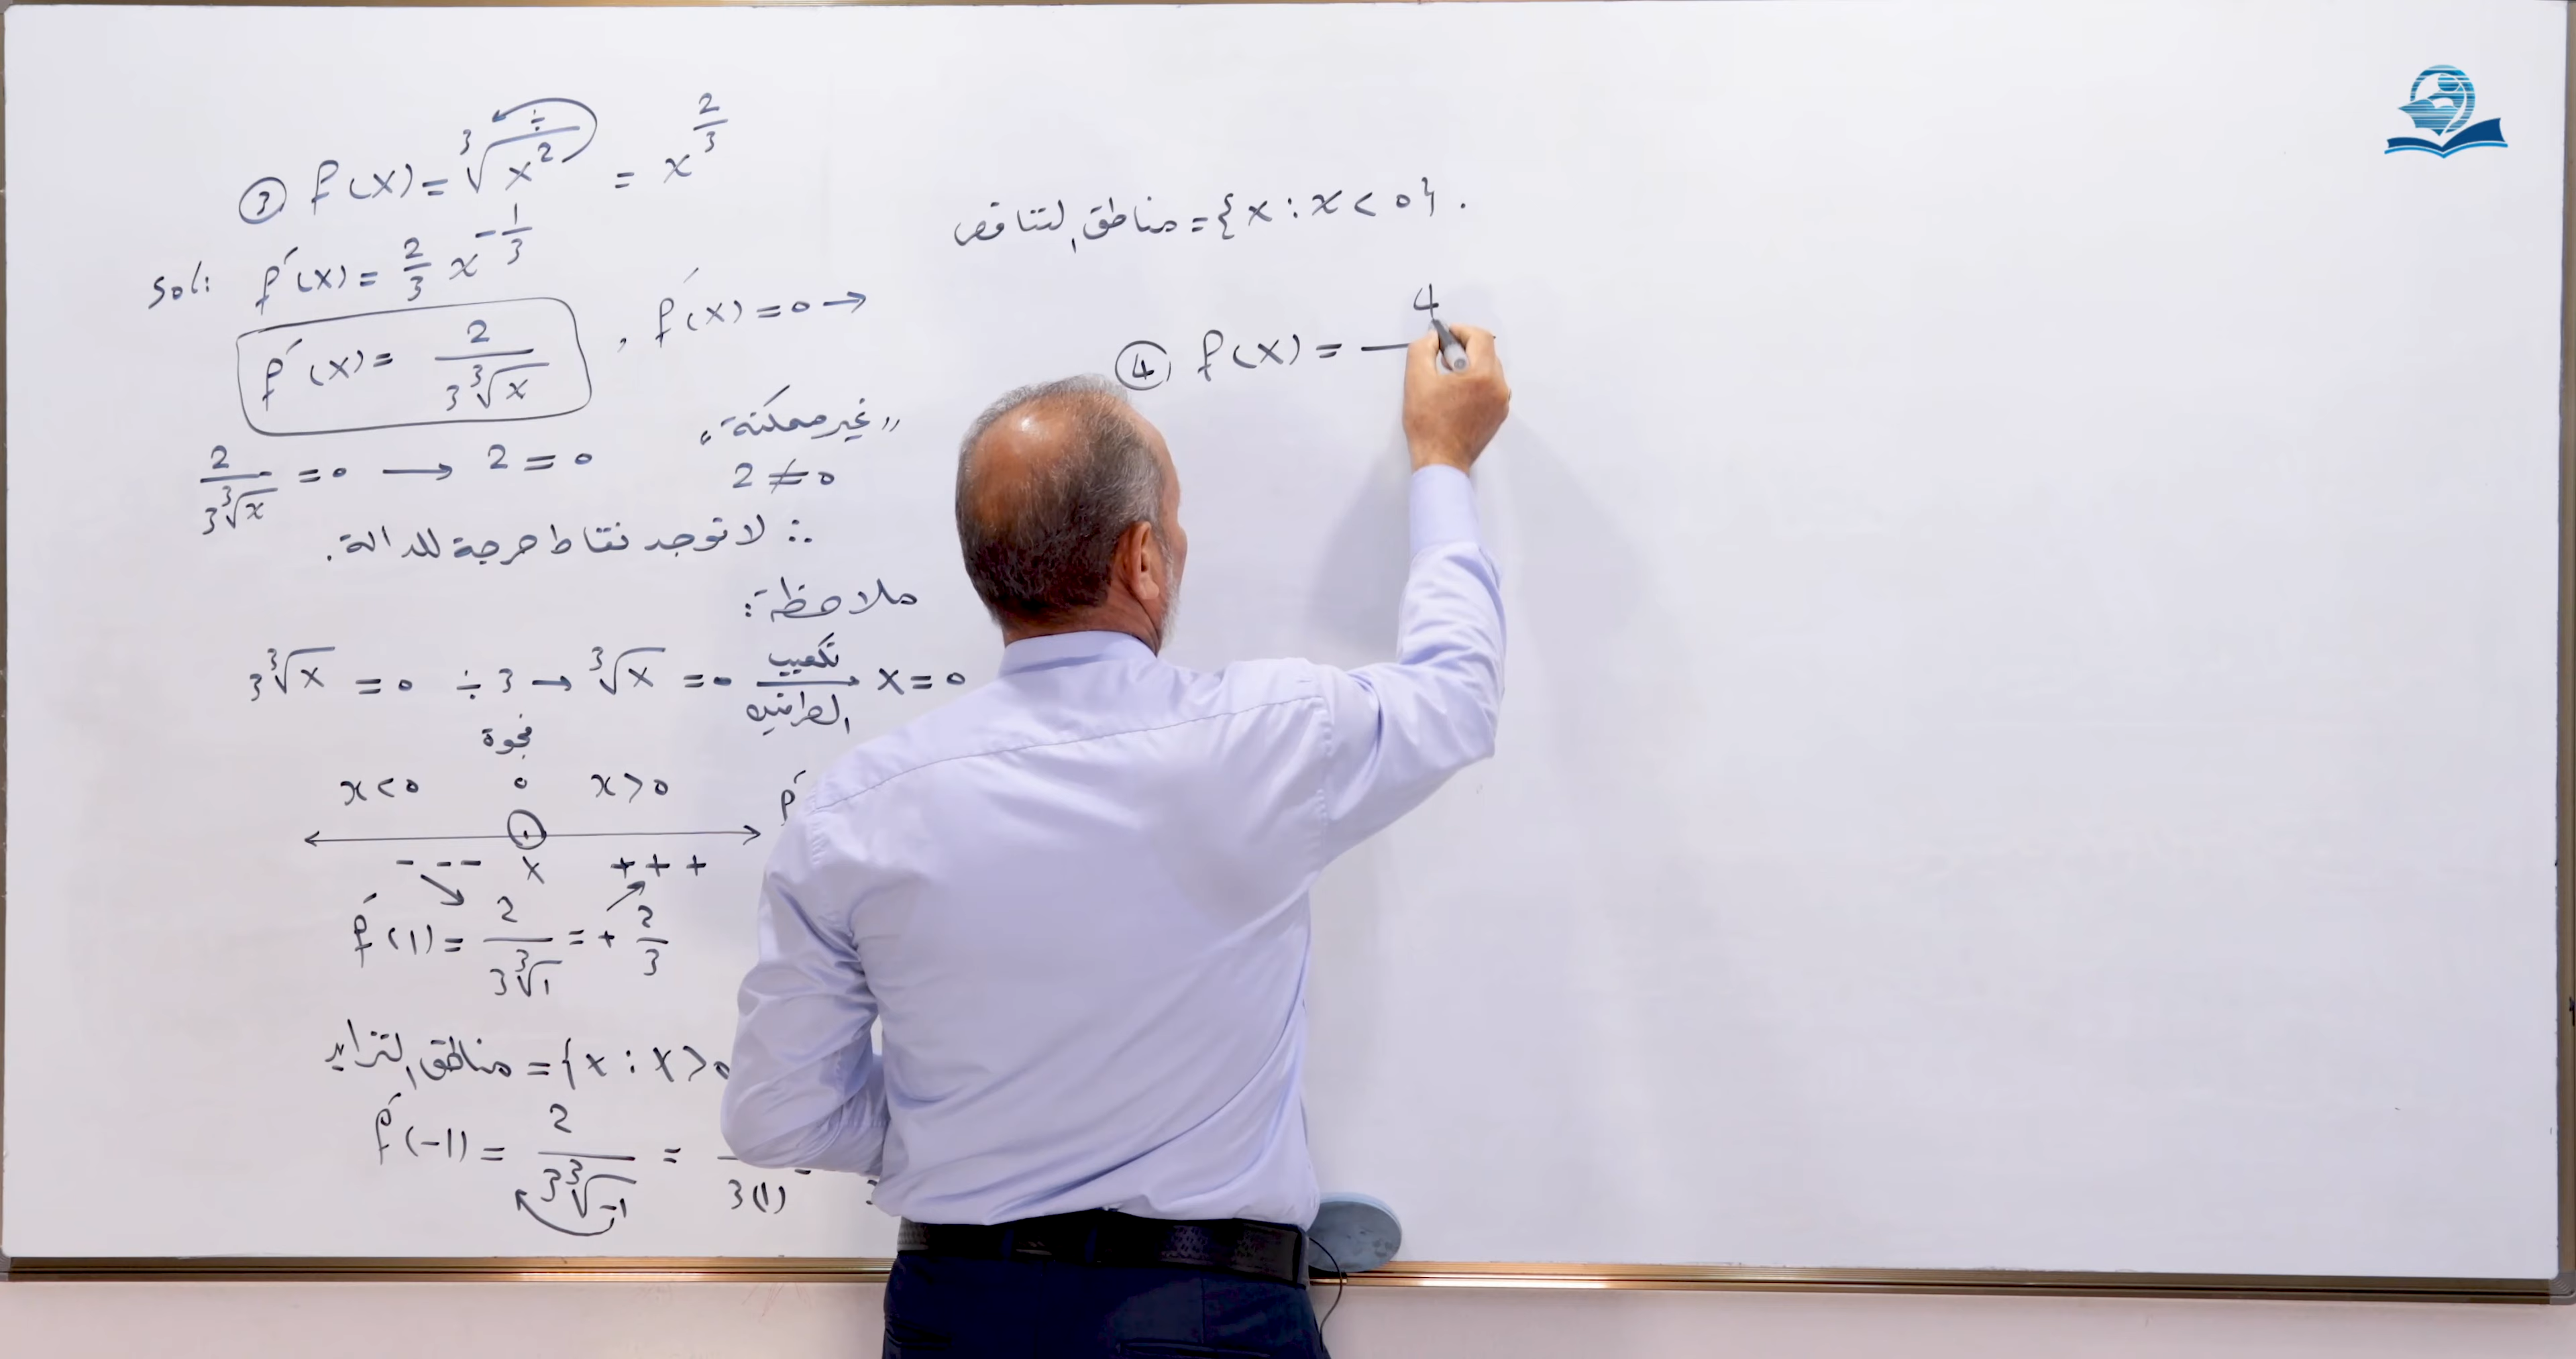 ③ f(x) = ∛x² = x^(2/3)
÷
Sol: f′(x) = 2/3 x^(-1/3)
f′(x) = 2/(3∛x) , f′(x) = 0 →
"غير ممكنة"
2/(3∛x) = 0 → 2 = 0
2 ≠ 0
∴ لا توجد نقاط حرجة للدالة.
ملاحظة:
3∛x = 0 ÷ 3 → ∛x = 0 تكعيب الطرفين → x = 0
فجوة
x < 0 0 x > 0 f′
- - - x + + +
f′(1) = 2/(3∛1) = + 2/3
مناطق التزايد = {x : x > 0
f′(-1) = 2/(3∛-1) = 3(1)
مناطق التناقص = {x : x < 0}.
④ f(x) = 4